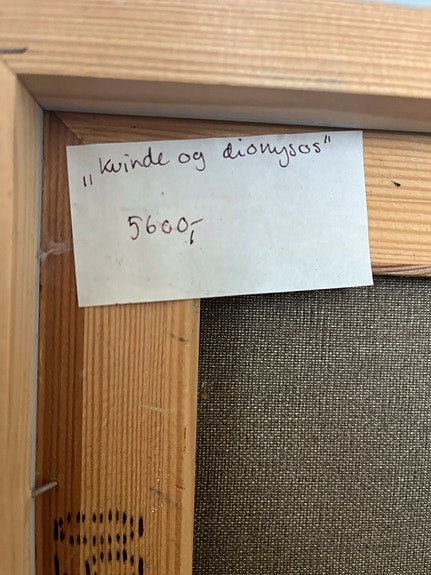 „Kvinde og dionysos"
5600,-